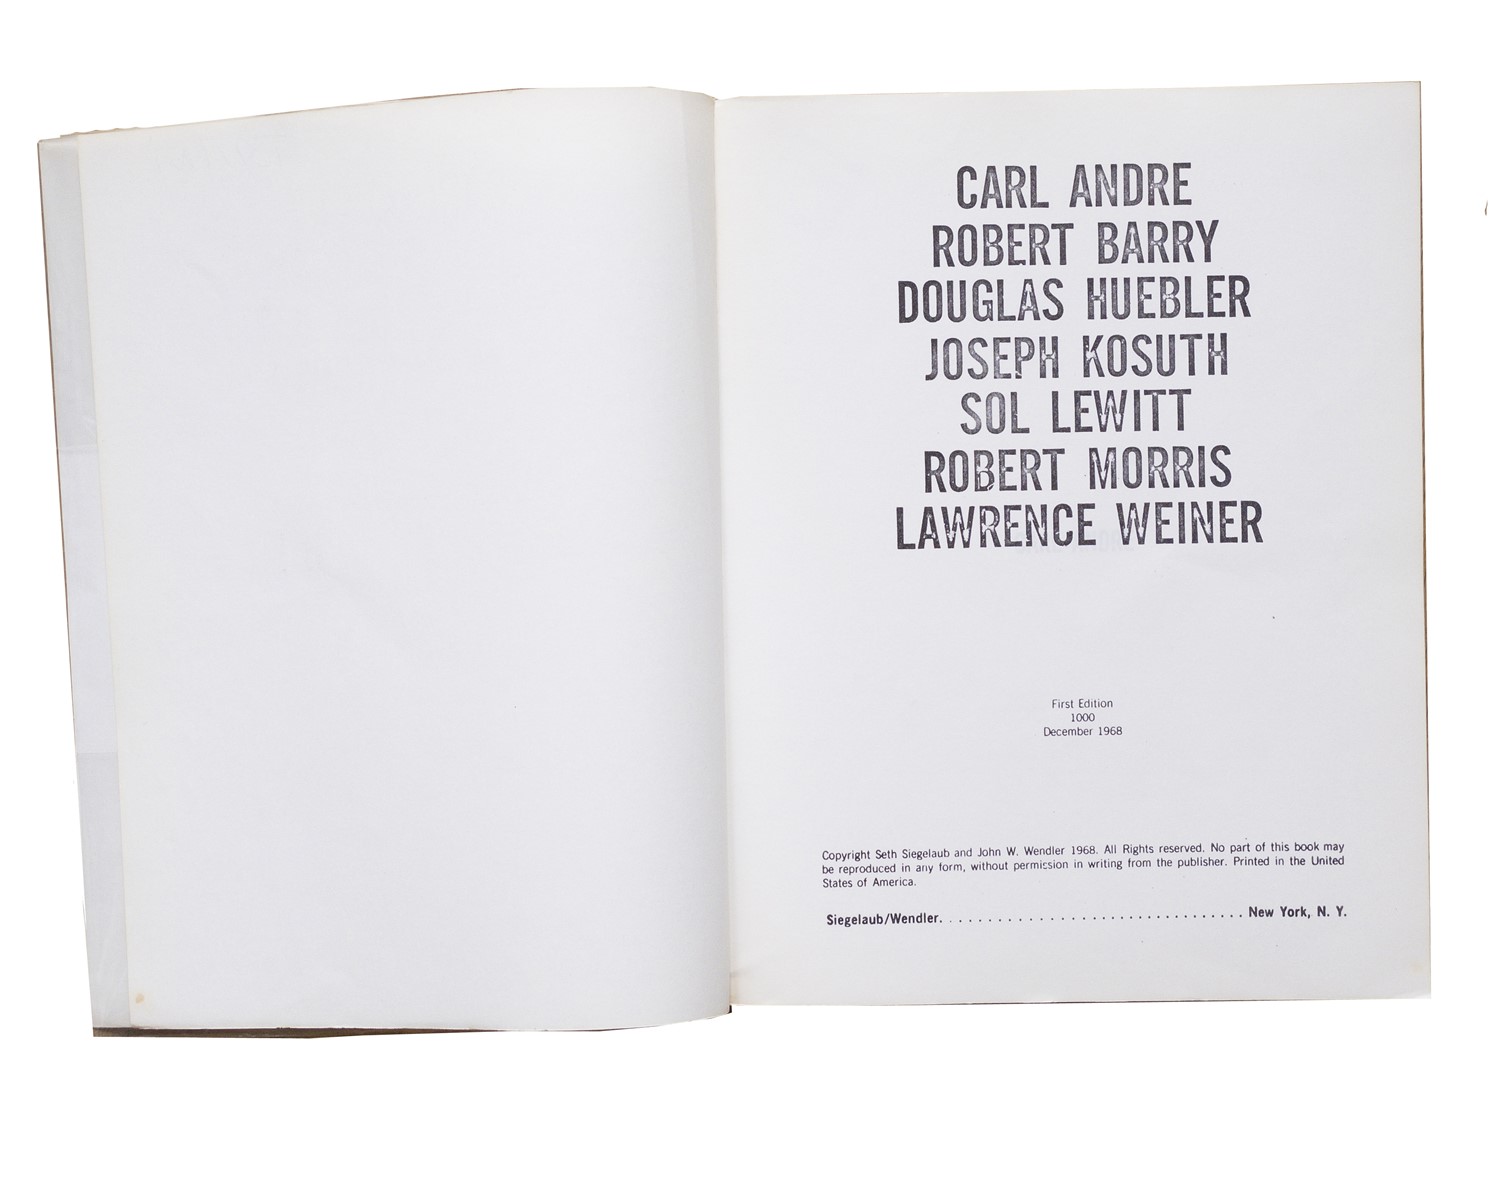 CARL ANDRE
ROBERT BARRY
DOUGLAS HUEBLER
JOSEPH KOSUTH
SOL LEWITT
ROBERT MORRIS
LAWRENCE WEINER
First Edition
1000
December 1968
Copyright Seth Siegelaub and John W. Wendler 1968. All Rights reserved. No part of this book may
be reproduced in any form, without permission in writing from the publisher. Printed in the United
States of America.
Siegelaub/Wendler. . . . . . . . . . . . . . . . . . . . . . . . . . . . . . . New York, N. Y.